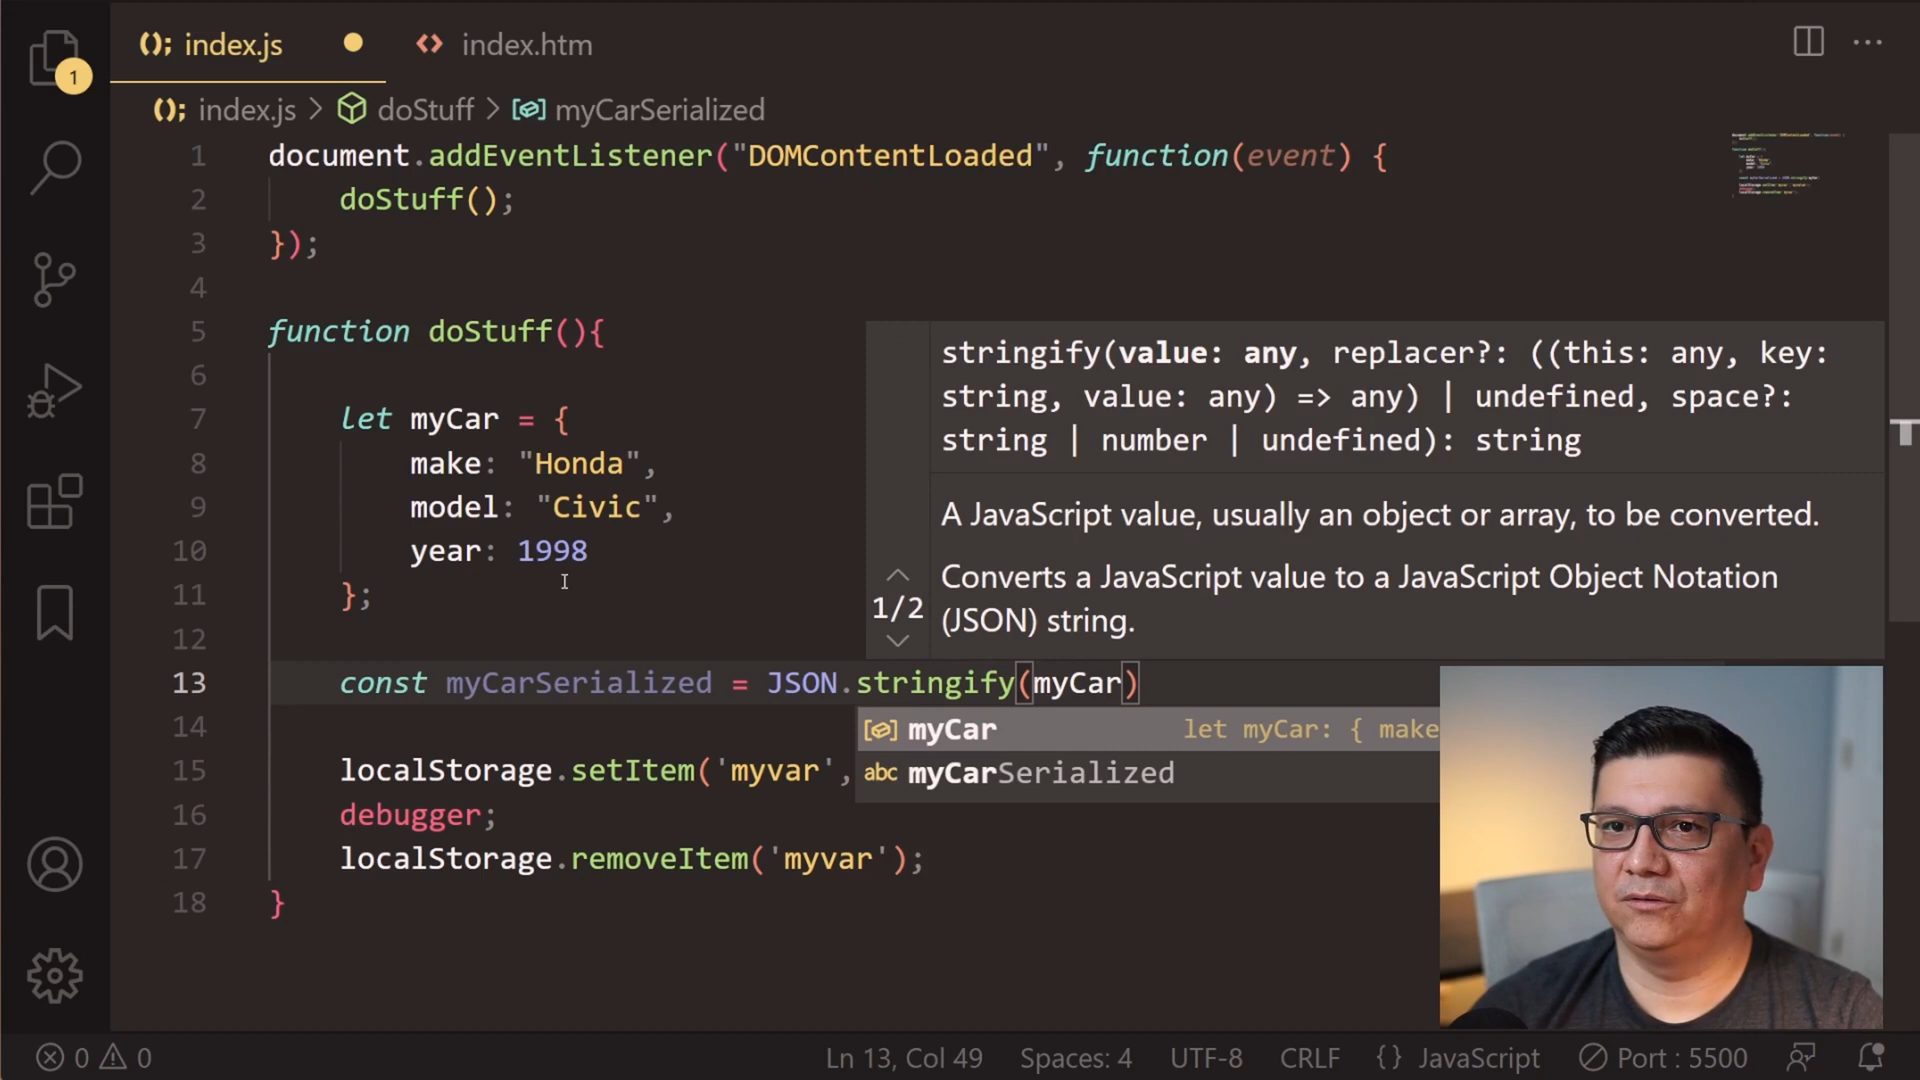 index.js
index.htm
1
index.js > doStuff > myCarSerialized
1 document.addEventListener("DOMContentLoaded", function(event) {
2 doStuff();
3 });
4
5 function doStuff(){
6
7 let myCar = {
8 make: "Honda",
9 model: "Civic",
10 year: 1998
11 };
12
13 const myCarSerialized = JSON.stringify(myCar)
14
15 localStorage.setItem('myvar',
16 debugger;
17 localStorage.removeItem('myvar');
18 }
stringify(value: any, replacer?: ((this: any, key:
string, value: any) => any) | undefined, space?:
string | number | undefined): string
A JavaScript value, usually an object or array, to be converted.
1/2
Converts a JavaScript value to a JavaScript Object Notation
(JSON) string.
myCar let myCar: { make
abc myCarSerialized
0 0
Ln 13, Col 49
Spaces: 4
UTF-8
CRLF
{ } JavaScript
Port : 5500